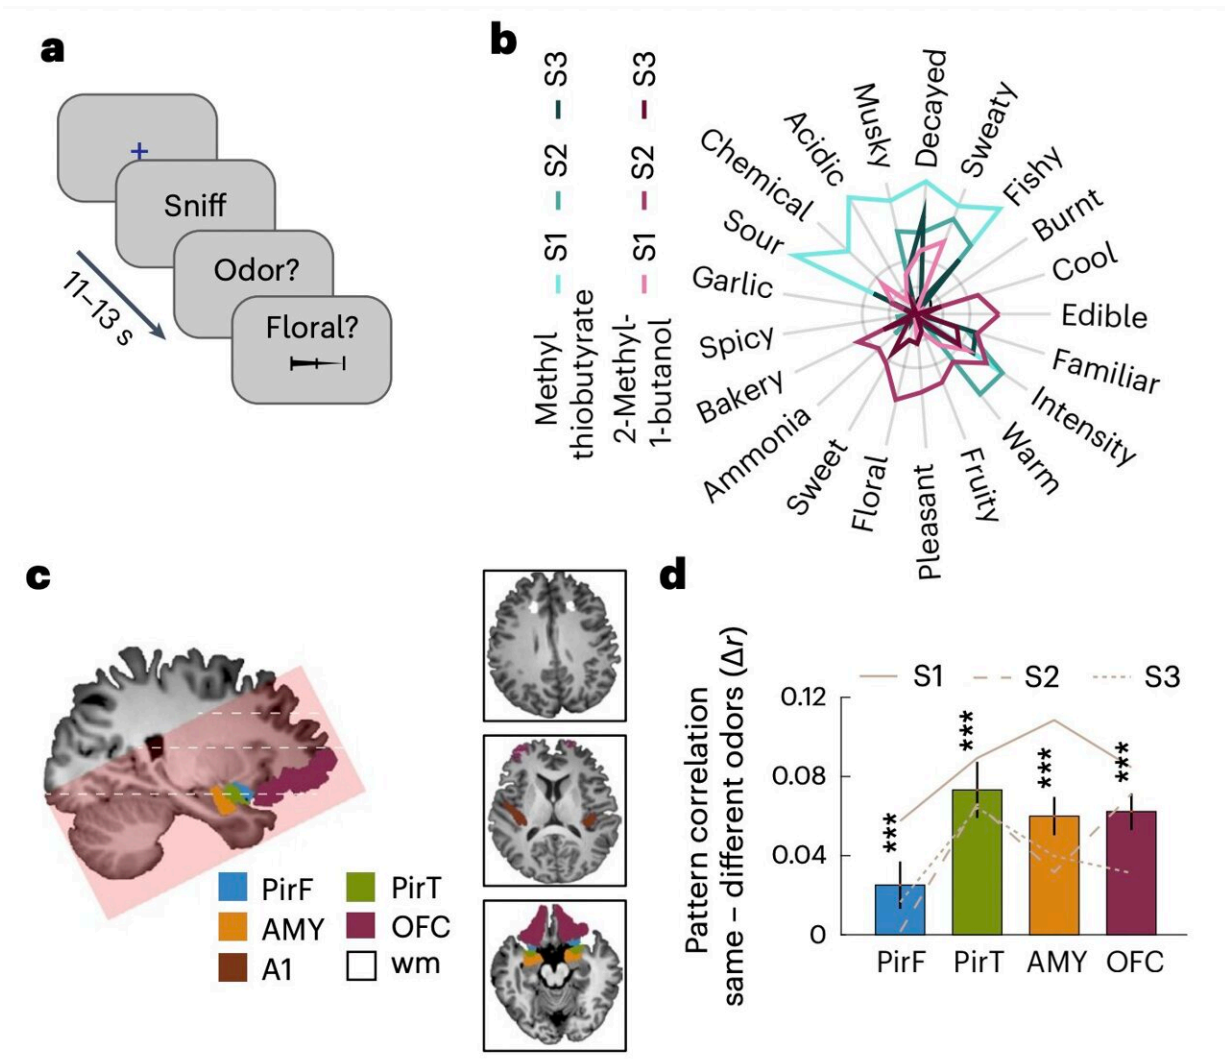 a
+
Sniff
Odor?
Floral?
11–13 s
b
S1 S2 S3
Methyl
thiobutyrate
S1 S2 S3
2-Methyl-
1-butanol
Decayed
Sweaty
Fishy
Burnt
Cool
Edible
Familiar
Intensity
Warm
Fruity
Pleasant
Floral
Sweet
Ammonia
Bakery
Spicy
Garlic
Sour
Chemical
Acidic
Musky
c
PirF
PirT
AMY
OFC
A1
wm
d
Pattern correlation
same – different odors (Δr)
S1 S2 S3
0.12
0.08
0.04
0
***
***
***
***
PirF PirT AMY OFC